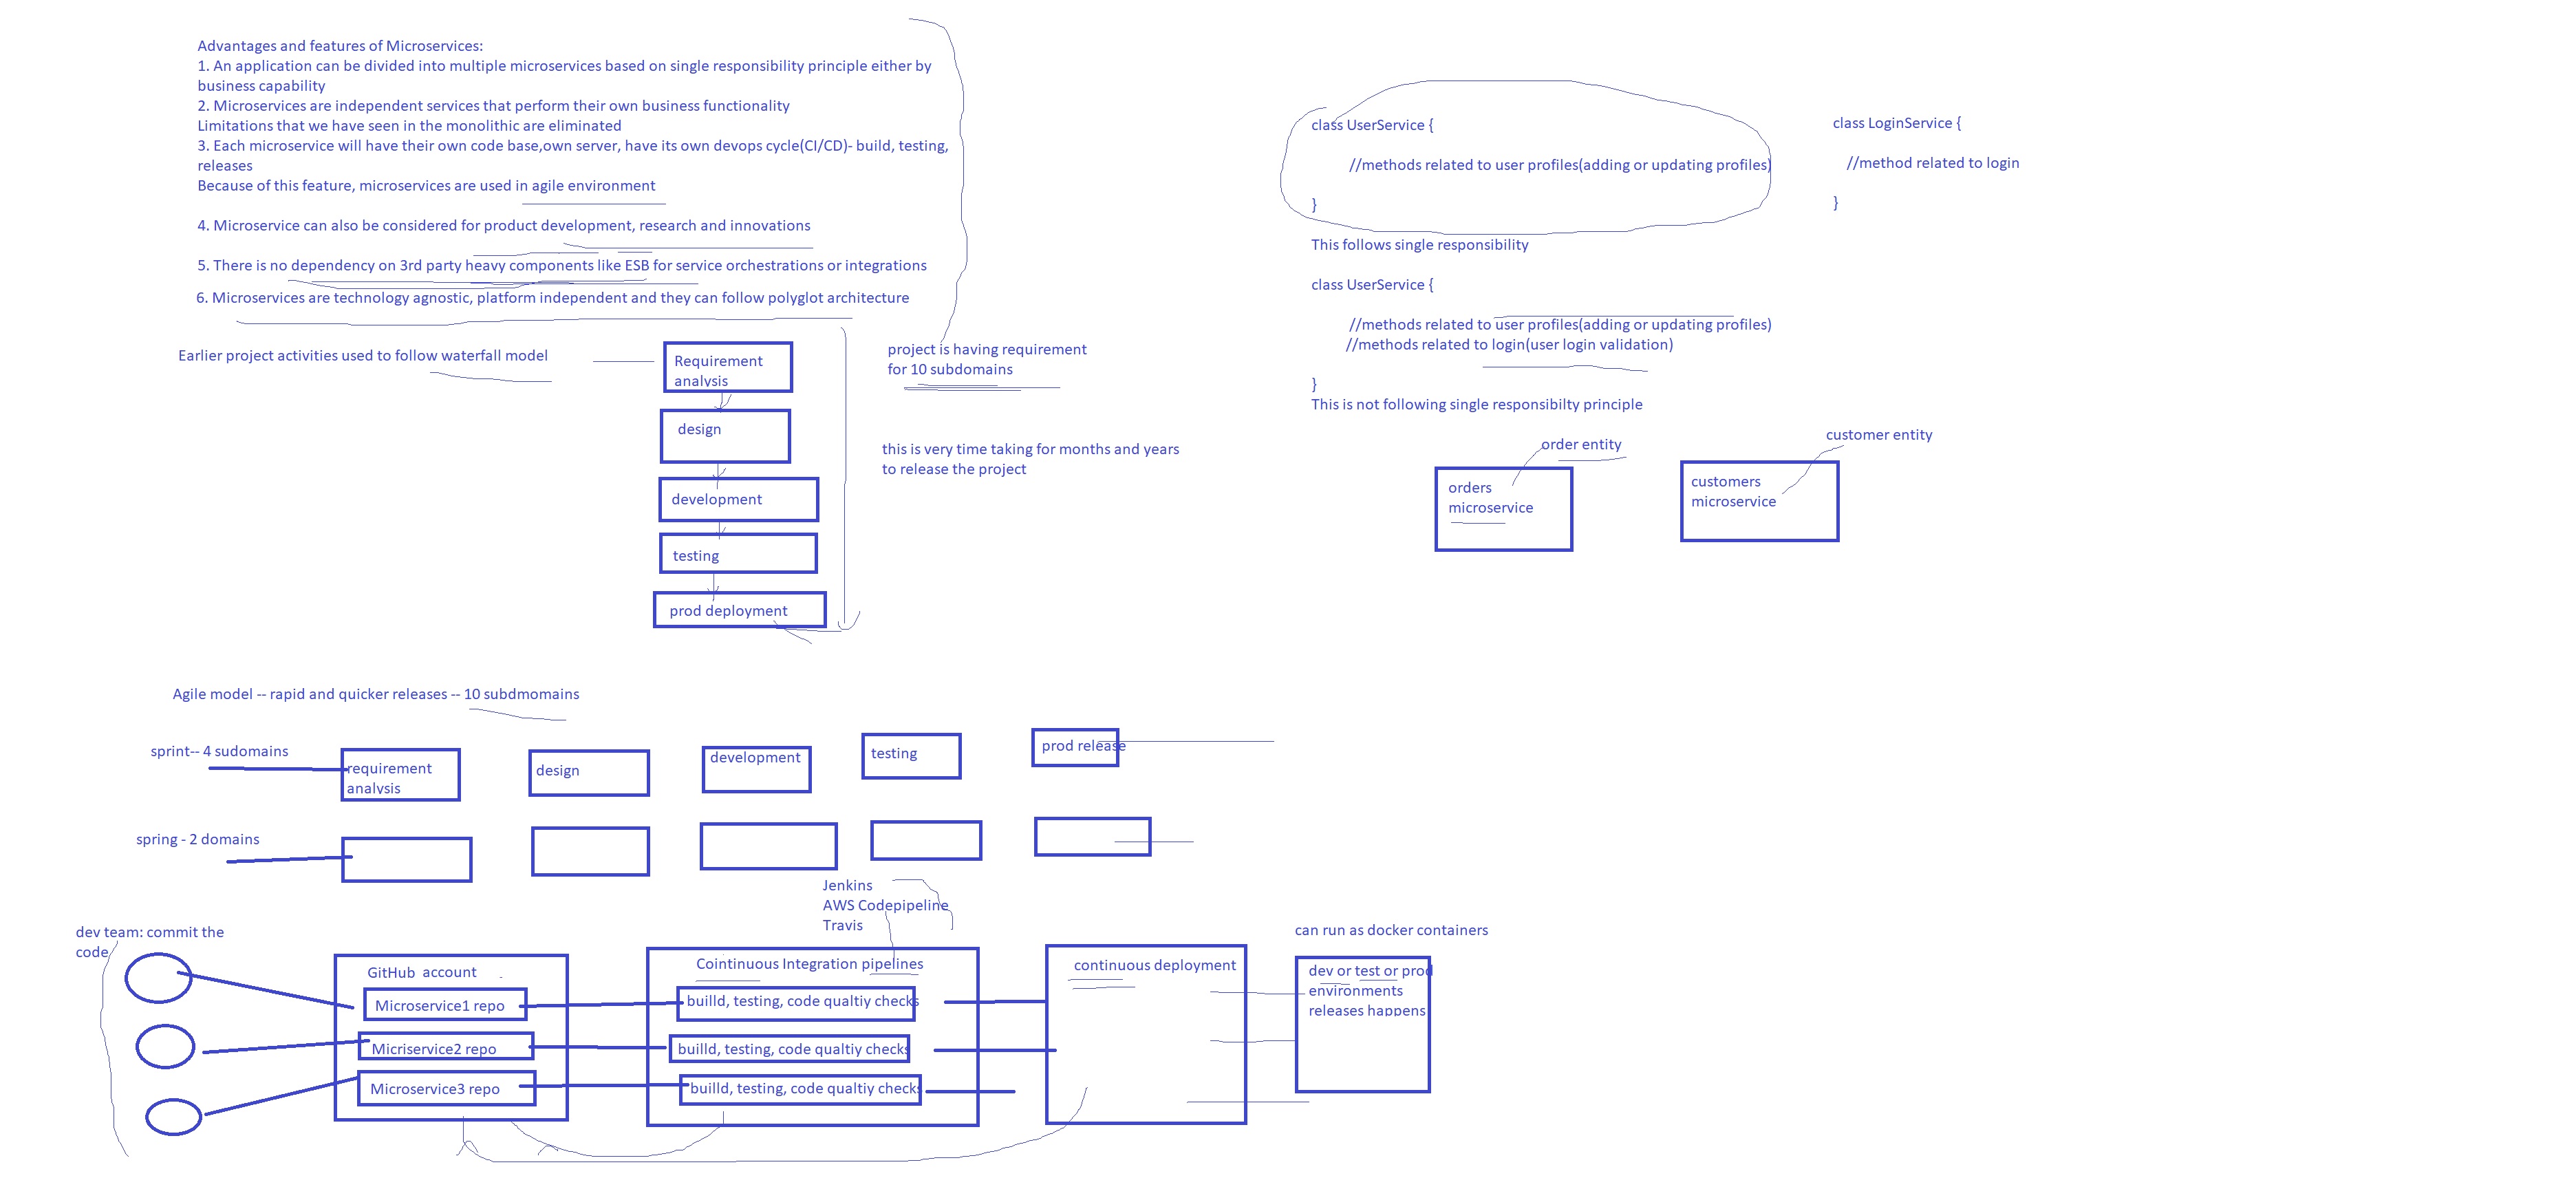 Advantages and features of Microservices:
1. An application can be divided into multiple microservices based on single responsibility principle either by
business capability
2. Microservices are independent services that perform their own business functionality
Limitations that we have seen in the monolithic are eliminated
3. Each microservice will have their own code base,own server, have its own devops cycle(CI/CD)- build, testing,
releases
Because of this feature, microservices are used in agile environment
4. Microservice can also be considered for product development, research and innovations
5. There is no dependency on 3rd party heavy components like ESB for service orchestrations or integrations
6. Microservices are technology agnostic, platform independent and they can follow polyglot architecture
Earlier project activities used to follow waterfall model
Requirement
analysis
design
development
testing
prod deployment
project is having requirement
for 10 subdomains
this is very time taking for months and years
to release the project
class UserService {
//methods related to user profiles(adding or updating profiles)
}
This follows single responsibility
class LoginService {
//method related to login
}
class UserService {
//methods related to user profiles(adding or updating profiles)
//methods related to login(user login validation)
}
This is not following single responsibilty principle
order entity
orders
microservice
customer entity
customers
microservice
Agile model -- rapid and quicker releases -- 10 subdmomains
sprint-- 4 sudomains
requirement
analysis
design
development
testing
prod release
spring - 2 domains
Jenkins
AWS Codepipeline
Travis
dev team: commit the
code
GitHub account
Microservice1 repo
Micriservice2 repo
Microservice3 repo
Cointinuous Integration pipelines
builld, testing, code qualtiy checks
builld, testing, code qualtiy checks
builld, testing, code qualtiy checks
continuous deployment
can run as docker containers
dev or test or prod
environments
releases happens